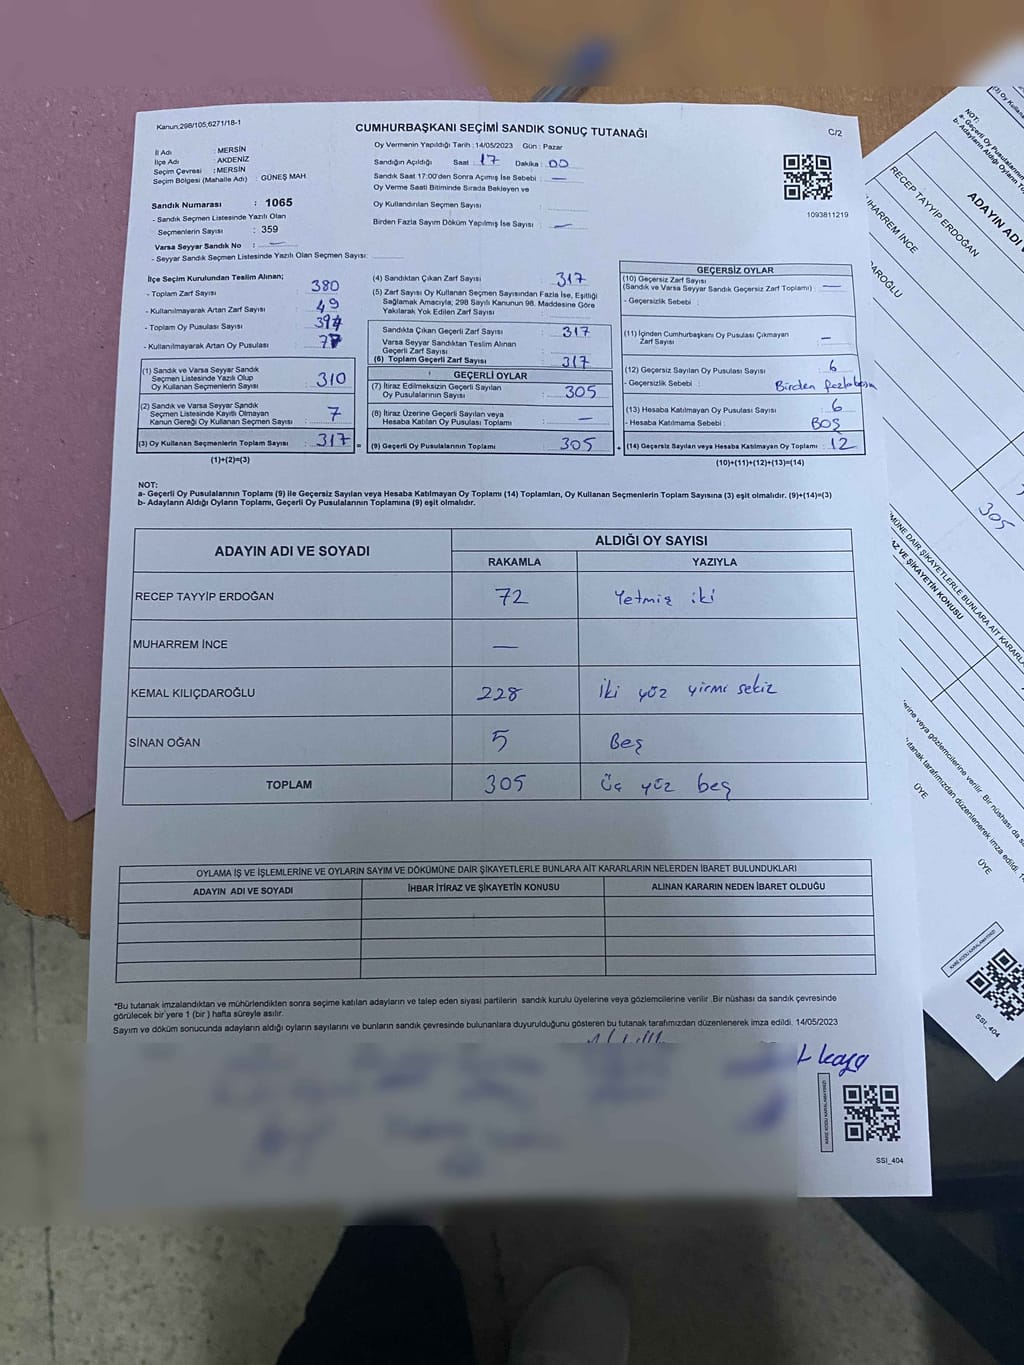 Kanun;298/105;6271/18-1
CUMHURBAŞKANI SEÇİMİ SANDIK SONUÇ TUTANAĞI
C/2
İl Adı : MERSİN
İlçe Adı : AKDENİZ
Seçim Çevresi : MERSİN
Seçim Bölgesi (Mahalle Adı) : GÜNEŞ MAH.
Sandık Numarası : 1065
- Sandık Seçmen Listesinde Yazılı Olan
Seçmenlerin Sayısı : 359
Varsa Seyyar Sandık No : —
- Seyyar Sandık Seçmen Listesinde Yazılı Olan Seçmen Sayısı:
Oy Vermenin Yapıldığı Tarih : 14/05/2023 Gün : Pazar
Sandığın Açıldığı Saat : 17 Dakika : 00
Sandık Saat 17:00'den Sonra Açımış İse Sebebi : —
Oy Verme Saati Bitiminde Sırada Bekleyen ve
Oy Kullandırılan Seçmen Sayısı :
Birden Fazla Sayım Döküm Yapılmış İse Sayısı : —
1093811219
İlçe Seçim Kurulundan Teslim Alınan;
- Toplam Zarf Sayısı : 380
- Kullanılmayarak Artan Zarf Sayısı : 49
- Toplam Oy Pusulası Sayısı : 394
- Kullanılmayarak Artan Oy Pusulası : 77
(1) Sandık ve Varsa Seyyar Sandık
Seçmen Listesinde Yazılı Olup
Oy Kullanan Seçmenlerin Sayısı : 310
(2) Sandık ve Varsa Seyyar Sandık
Seçmen Listesinde Kayıtlı Olmayan
Kanun Gereği Oy Kullanan Seçmen Sayısı : 7
(3) Oy Kullanan Seçmenlerin Toplam Sayısı : 317
(1)+(2)=(3)
(4) Sandıktan Çıkan Zarf Sayısı : 317
(5) Zarf Sayısı Oy Kullanan Seçmen Sayısından Fazla İse, Eşitliği
Sağlamak Amacıyla, 298 Sayılı Kanunun 98. Maddesine Göre
Yakılarak Yok Edilen Zarf Sayısı :
Sandıkta Çıkan Geçerli Zarf Sayısı : 317
Varsa Seyyar Sandıktan Teslim Alınan
Geçerli Zarf Sayısı :
(6) Toplam Geçerli Zarf Sayısı : 317
GEÇERLİ OYLAR
(7) İtiraz Edilmeksizin Geçerli Sayılan
Oy Pusulalarının Sayısı : 305
(8) İtiraz Üzerine Geçerli Sayılan veya
Hesaba Katılan Oy Pusulası Toplamı : —
= (9) Geçerli Oy Pusulalarının Toplamı : 305
GEÇERSİZ OYLAR
(10) Geçersiz Zarf Sayısı
(Sandık ve Varsa Seyyar Sandık Geçersiz Zarf Toplamı) : —
- Geçersizlik Sebebi :
(11) İçinden Cumhurbaşkanı Oy Pusulası Çıkmayan
Zarf Sayısı : —
(12) Geçersiz Sayılan Oy Pusulası Sayısı : 6
- Geçersizlik Sebebi : Birden fazla
(13) Hesaba Katılmayan Oy Pusulası Sayısı : 6
- Hesaba Katılmama Sebebi : BOŞ
+ (14) Geçersiz Sayılan veya Hesaba Katılmayan Oy Toplamı : 12
(10)+(11)+(12)+(13)=(14)
NOT:
a- Geçerli Oy Pusulalarının Toplamı (9) ile Geçersiz Sayılan veya Hesaba Katılmayan Oy Toplamı (14) Toplamları, Oy Kullanan Seçmenlerin Toplam Sayısına (3) eşit olmalıdır. (9)+(14)=(3)
b- Adayların Aldığı Oyların Toplamı, Geçerli Oy Pusulalarının Toplamına (9) eşit olmalıdır.
ADAYIN ADI VE SOYADI
ALDIĞI OY SAYISI
RAKAMLA YAZIYLA
RECEP TAYYİP ERDOĞAN 72 Yetmiş iki
MUHARREM İNCE —
KEMAL KILIÇDAROĞLU 228 İki yüz yirmi sekiz
SİNAN OĞAN 5 Beş
TOPLAM 305 Üç yüz beş
OYLAMA İŞ VE İŞLEMLERİNE VE OYLARIN SAYIM VE DÖKÜMÜNE DAİR ŞİKAYETLERLE BUNLARA AİT KARARLARIN NELERDEN İBARET BULUNDUKLARI
ADAYIN ADI VE SOYADI İHBAR İTİRAZ VE ŞİKAYETİN KONUSU ALINAN KARARIN NEDEN İBARET OLDUĞU
*Bu tutanak imzalandıktan ve mühürlendikten sonra seçime katılan adayların ve talep eden siyasi partilerin sandık kurulu üyelerine veya gözlemcilerine verilir. Bir nüshası da sandık çevresinde
görülecek bir yere 1 (bir) hafta süreyle asılır.
Sayım ve döküm sonucunda adayların aldığı oyların sayılarını ve bunların sandık çevresinde bulunanlara duyurulduğunu gösteren bu tutanak tarafımızdan düzenlenerek imza edildi. 14/05/2023
KARE KODU KARALAMAYINIZ!
SSI_404
NOT:
a- Geçerli Oy Pusulalarının
b- Adayların Aldığı Oyların
ADAYIN ADI
RECEP TAYYİP ERDOĞAN
MUHARREM İNCE
305
DAİR ŞİKAYETLERLE BUNLARA AİT
VE ŞİKAYETİN KONUSU
veya gözlemcilerine verilir. Bir nüshası da
tutanak tarafımızdan düzenlenerek imza edildi.
ÜYE
ÜYE
KARE KODU KARALAMAYINIZ!
SSI_404